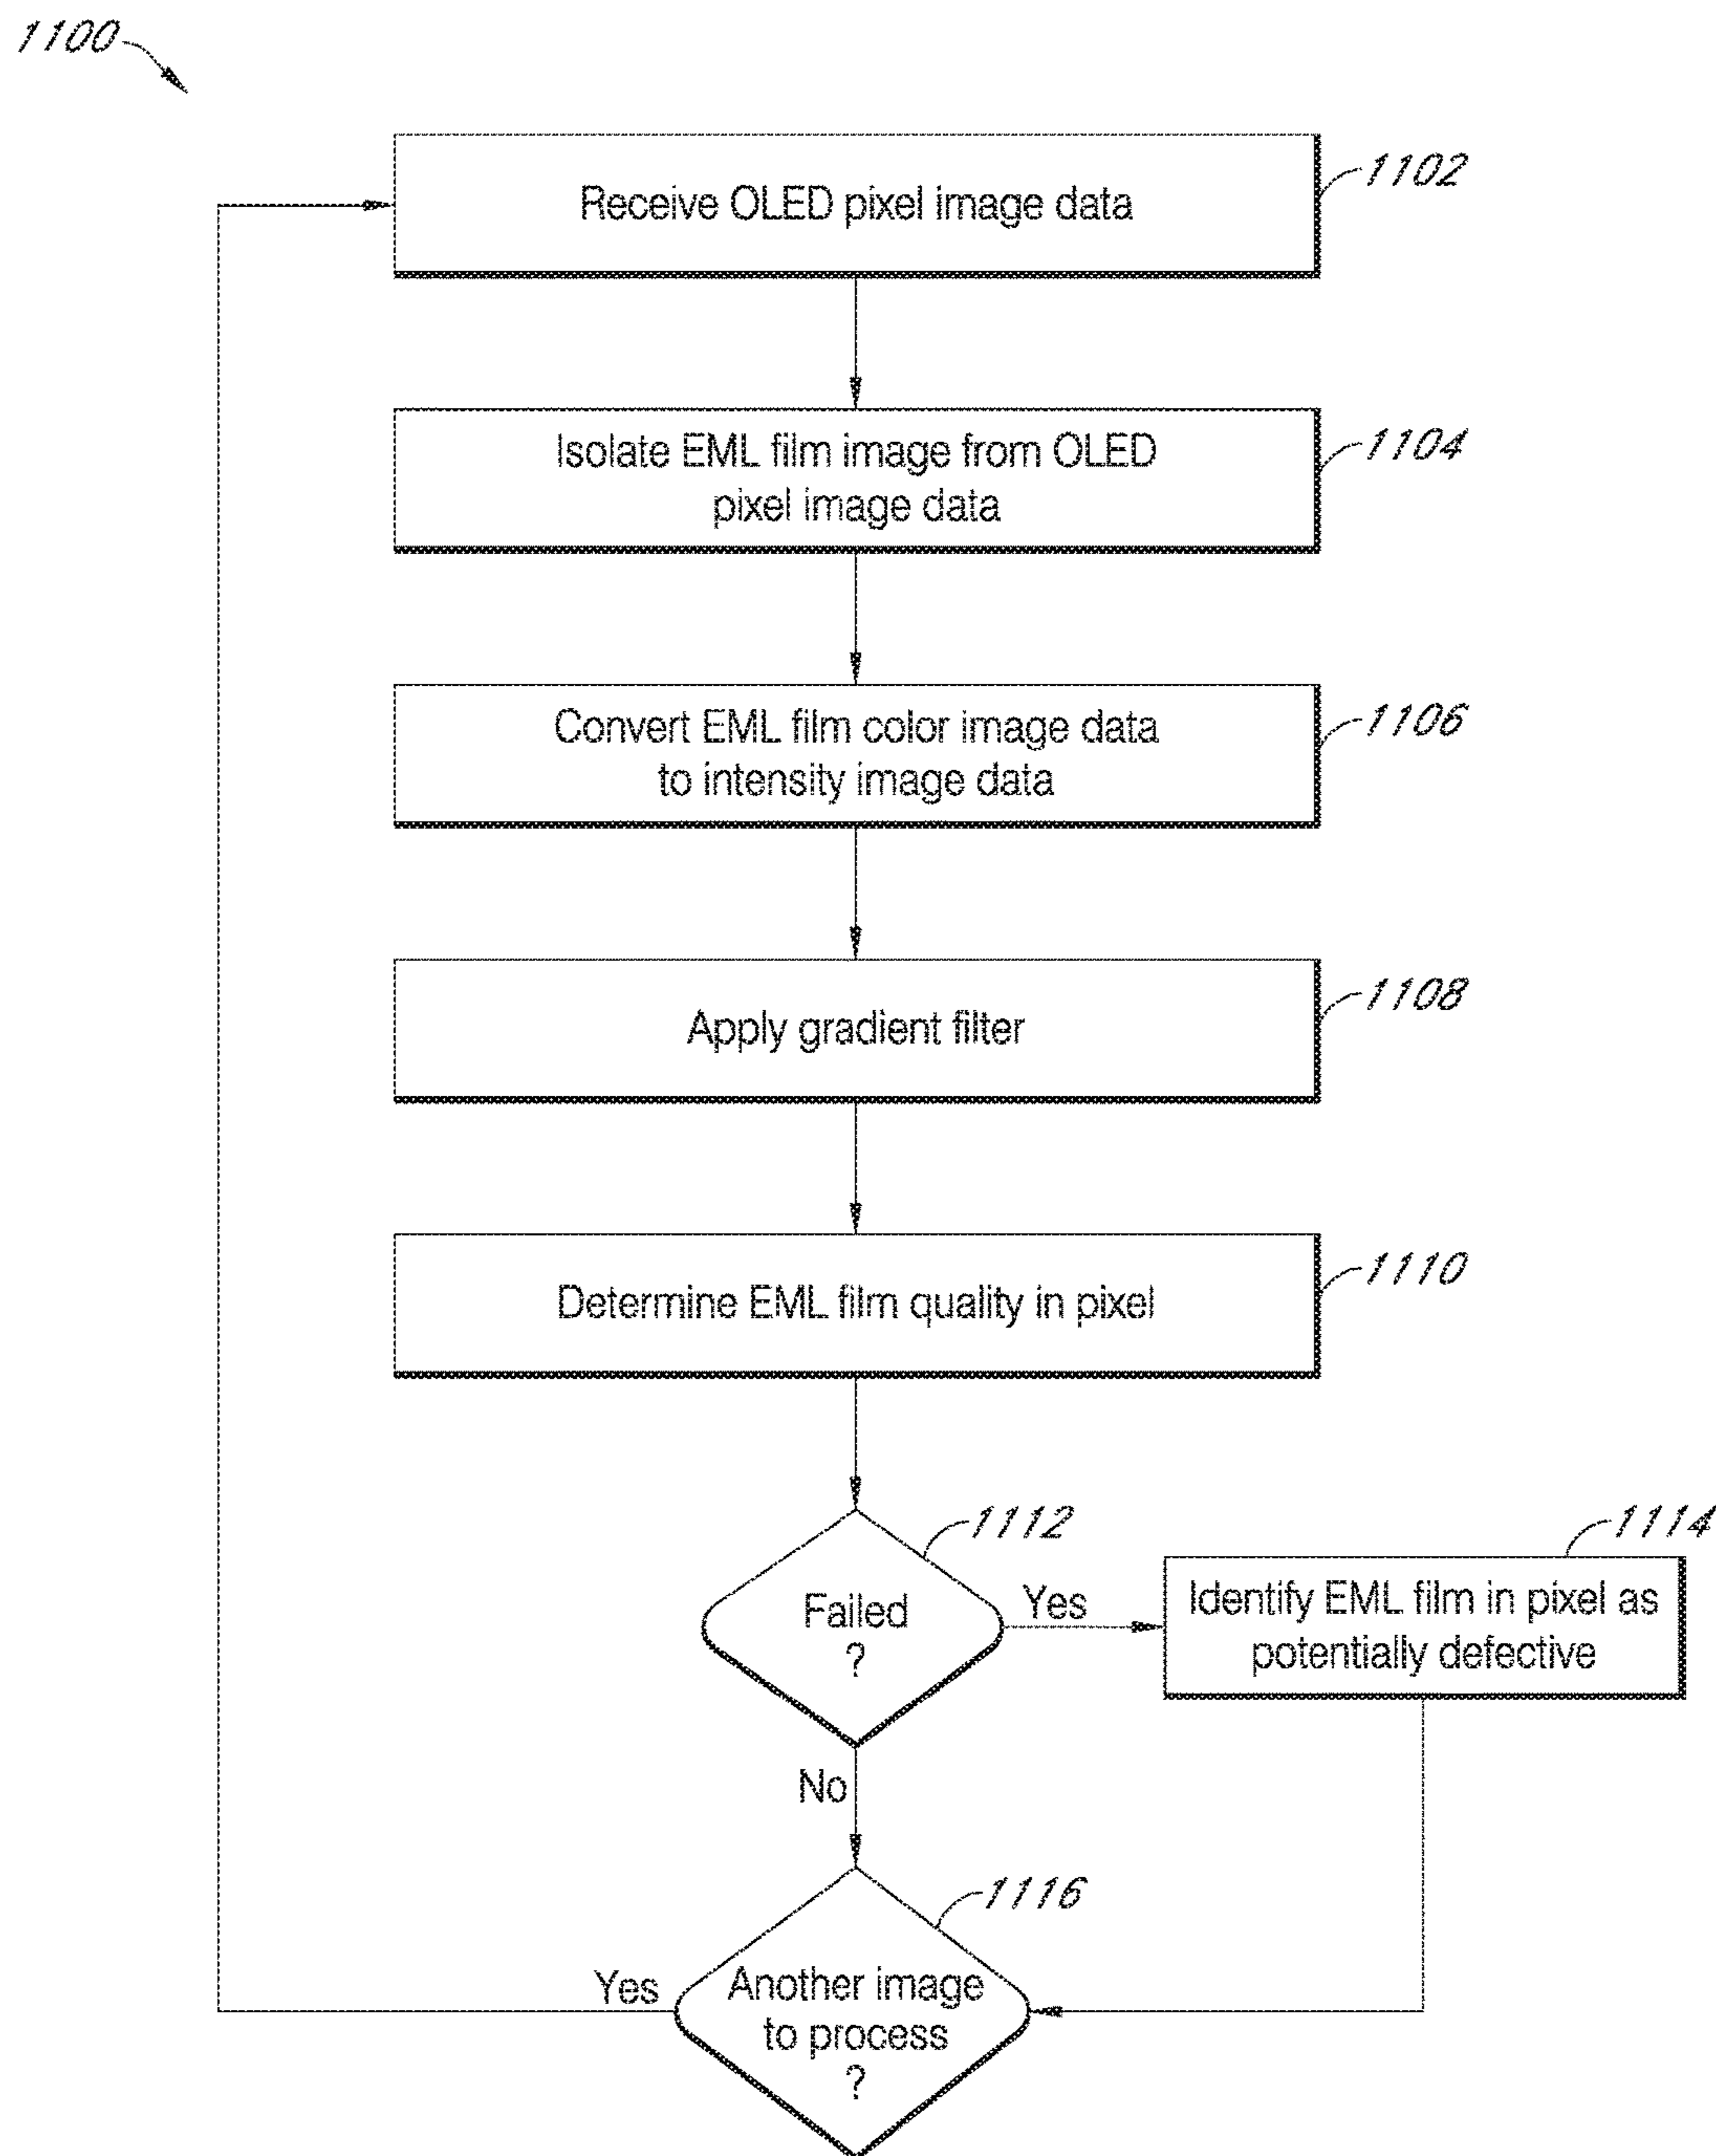 1100
Receive OLED pixel image data
1102
Isolate EML film image from OLED
pixel image data
1104
Convert EML film color image data
to intensity image data
1106
Apply gradient filter
1108
Determine EML film quality in pixel
1110
1112
1114
Failed
?
Yes
Identify EML film in pixel as
potentially defective
No
1116
Yes
Another image
to process
?